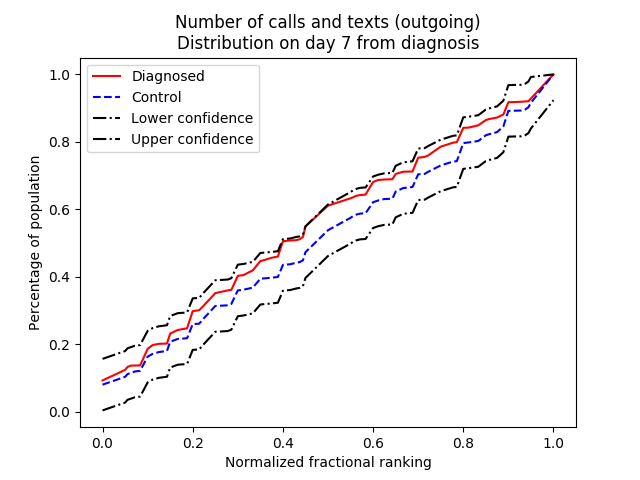 Number of calls and texts (outgoing)
Distribution on day 7 from diagnosis
Diagnosed
Control
Lower confidence
Upper confidence
Percentage of population
1.0
0.8
0.6
0.4
0.2
0.0
0.0 0.2 0.4 0.6 0.8 1.0
Normalized fractional ranking